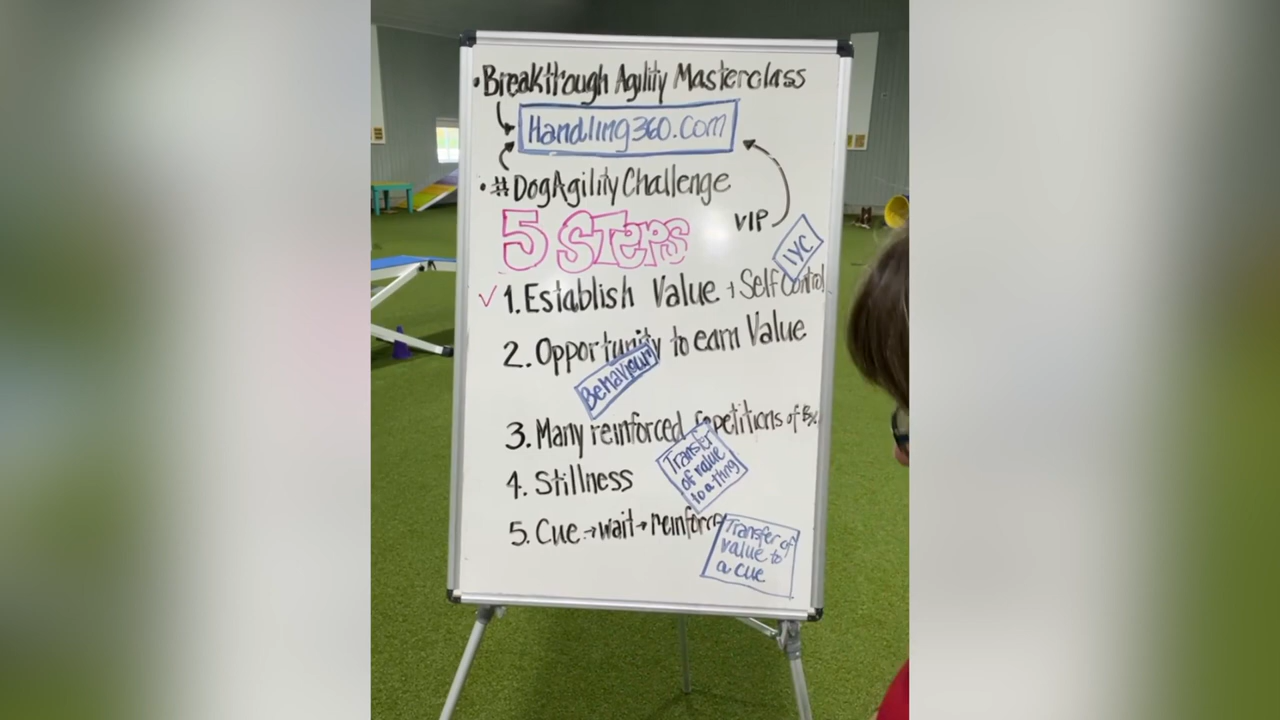 • Breakthrough Agility Masterclass
Handling360.com
• #DogAgilityChallenge
VIP
5 STEPS
IYC
✓ 1. Establish Value + Self Control
2. Opportunity to earn Value
Behaviour
3. Many reinforced repetitions of Bx
Transfer
of value
to a thing
4. Stillness
5. Cue → wait → reinforce
Transfer of
value to
a cue